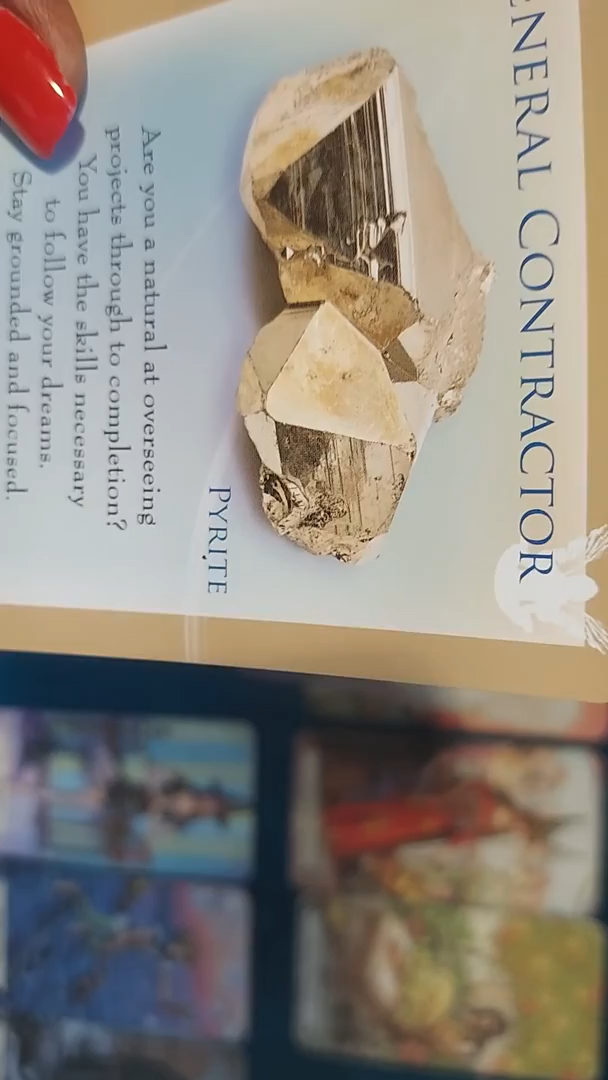 ENERAL CONTRACTOR
PYRITE
Are you a natural at overseeing
projects through to completion?
You have the skills necessary
to follow your dreams.
Stay grounded and focused.